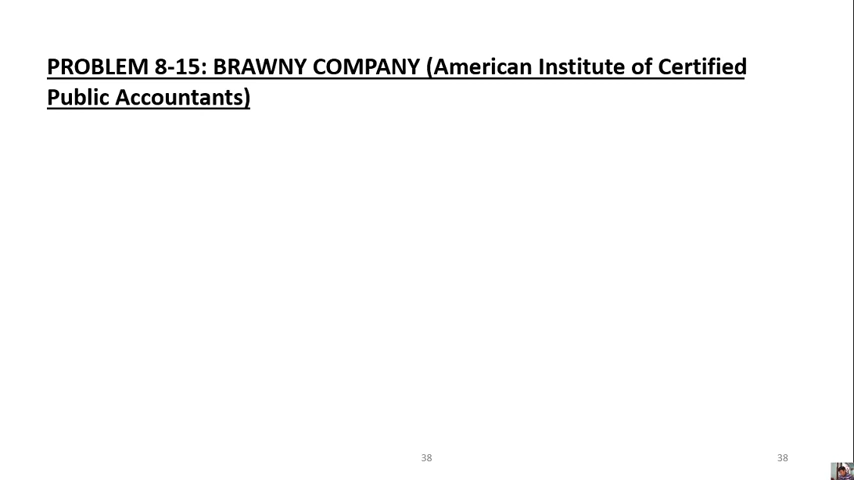 PROBLEM 8-15: BRAWNY COMPANY (American Institute of Certified
Public Accountants)
38
38